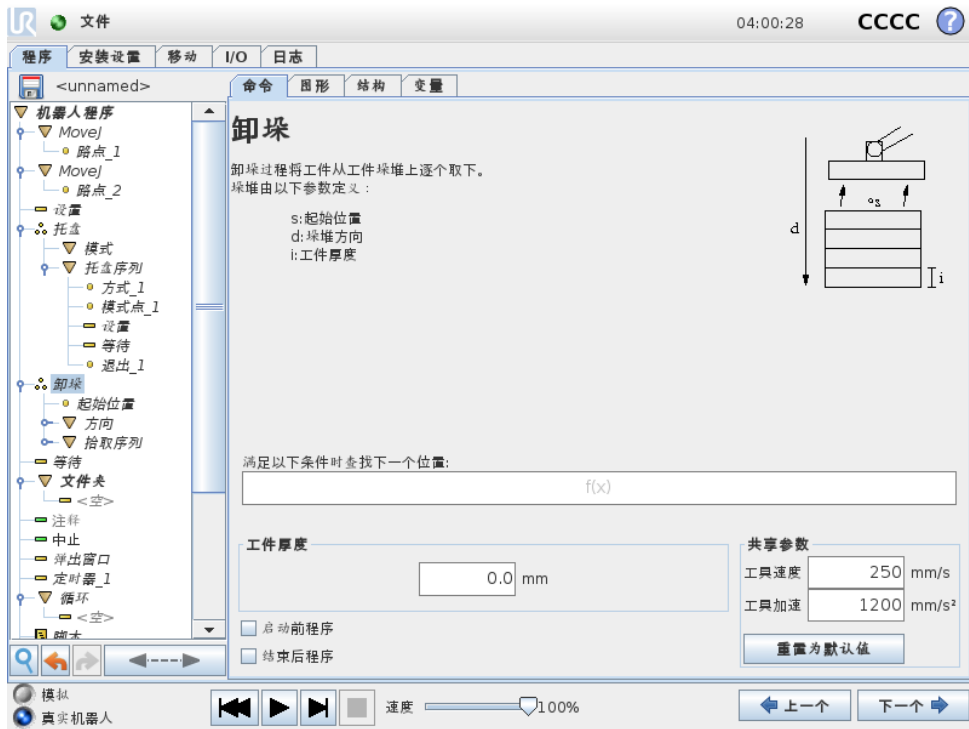 UR 文件 04:00:28 CCCC ?
程序 安装设置 移动 I/O 日志
<unnamed>
命令 图形 结构 变量
机器人程序
MoveJ
路点_1
MoveJ
路点_2
设置
托盘
模式
托盘序列
方式_1
模式点_1
设置
等待
退出_1
卸垛
起始位置
方向
拾取序列
等待
文件夹
<空>
注释
中止
弹出窗口
定时器_1
循环
<空>
脚本
卸垛
卸垛过程将工件从工件垛堆上逐个取下。
垛堆由以下参数定义：
s:起始位置
d:垛堆方向
i:工件厚度
s
d
i
满足以下条件时查找下一个位置:
f(x)
工件厚度
0.0 mm
启动前程序
结束后程序
共享参数
工具速度 250 mm/s
工具加速 1200 mm/s²
重置为默认值
模拟
真实机器人
速度 100%
上一个 下一个